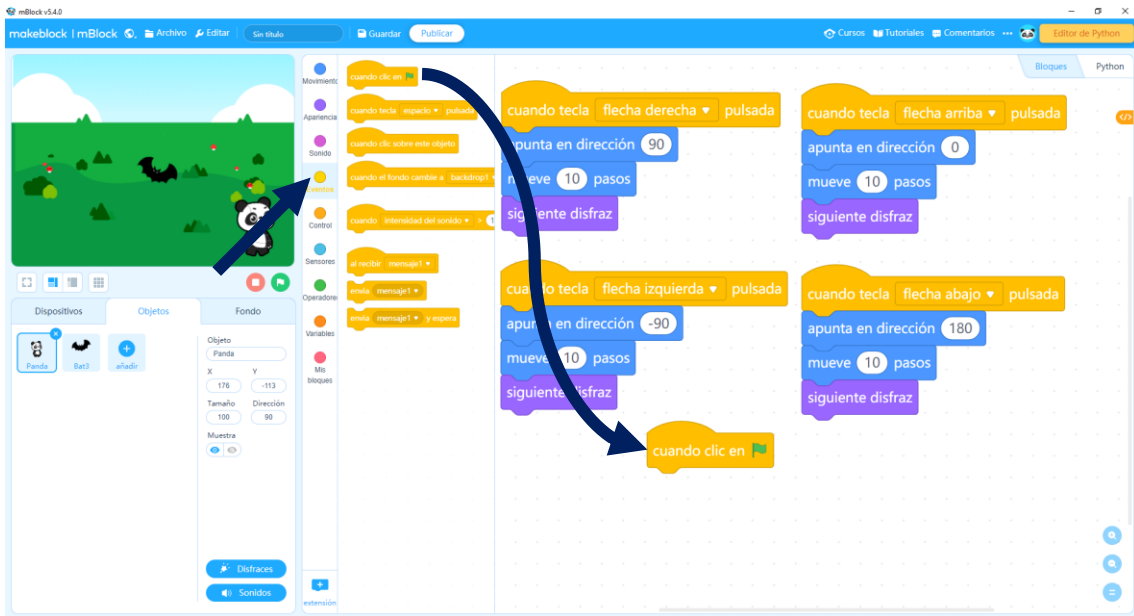 mBlock v5.4.0
makeblock | mBlock Archivo Editar Sin título Guardar Publicar Cursos Tutoriales Comentarios Editor de Python
Bloques Python
Movimiento
Apariencia
Sonido
Eventos
Control
Sensores
Operadores
Variables
Mis
bloques
extensión
cuando clic en
cuando tecla espacio pulsada
cuando clic sobre este objeto
cuando el fondo cambie a backdrop1
cuando intensidad del sonido >
al recibir mensaje1
envía mensaje1
envía mensaje1 y espera
cuando tecla flecha derecha pulsada
apunta en dirección 90
mueve 10 pasos
siguiente disfraz
cuando tecla flecha arriba pulsada
apunta en dirección 0
mueve 10 pasos
siguiente disfraz
cuando tecla flecha izquierda pulsada
apunta en dirección -90
mueve 10 pasos
siguiente disfraz
cuando tecla flecha abajo pulsada
apunta en dirección 180
mueve 10 pasos
siguiente disfraz
cuando clic en
Dispositivos Objetos Fondo
Panda Bat3 añadir
Objeto
Panda
X Y
176 -113
Tamaño Dirección
100 90
Muestra
Disfraces
Sonidos